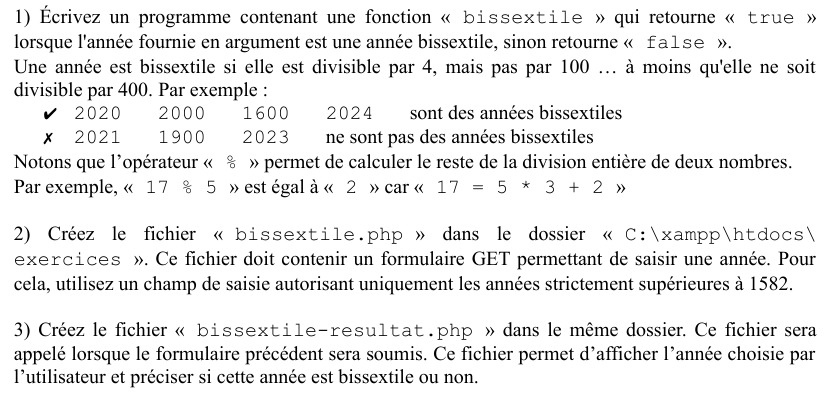 1) Écrivez un programme contenant une fonction « bissextile » qui retourne « true »
lorsque l'année fournie en argument est une année bissextile, sinon retourne « false ».
Une année est bissextile si elle est divisible par 4, mais pas par 100 … à moins qu'elle ne soit
divisible par 400. Par exemple :
✔ 2020 2000 1600 2024 sont des années bissextiles
✗ 2021 1900 2023 ne sont pas des années bissextiles
Notons que l’opérateur « % » permet de calculer le reste de la division entière de deux nombres.
Par exemple, « 17 % 5 » est égal à « 2 » car « 17 = 5 * 3 + 2 »
2) Créez le fichier « bissextile.php » dans le dossier « C:\xampp\htdocs\
exercices ». Ce fichier doit contenir un formulaire GET permettant de saisir une année. Pour
cela, utilisez un champ de saisie autorisant uniquement les années strictement supérieures à 1582.
3) Créez le fichier « bissextile-resultat.php » dans le même dossier. Ce fichier sera
appelé lorsque le formulaire précédent sera soumis. Ce fichier permet d’afficher l’année choisie par
l’utilisateur et préciser si cette année est bissextile ou non.